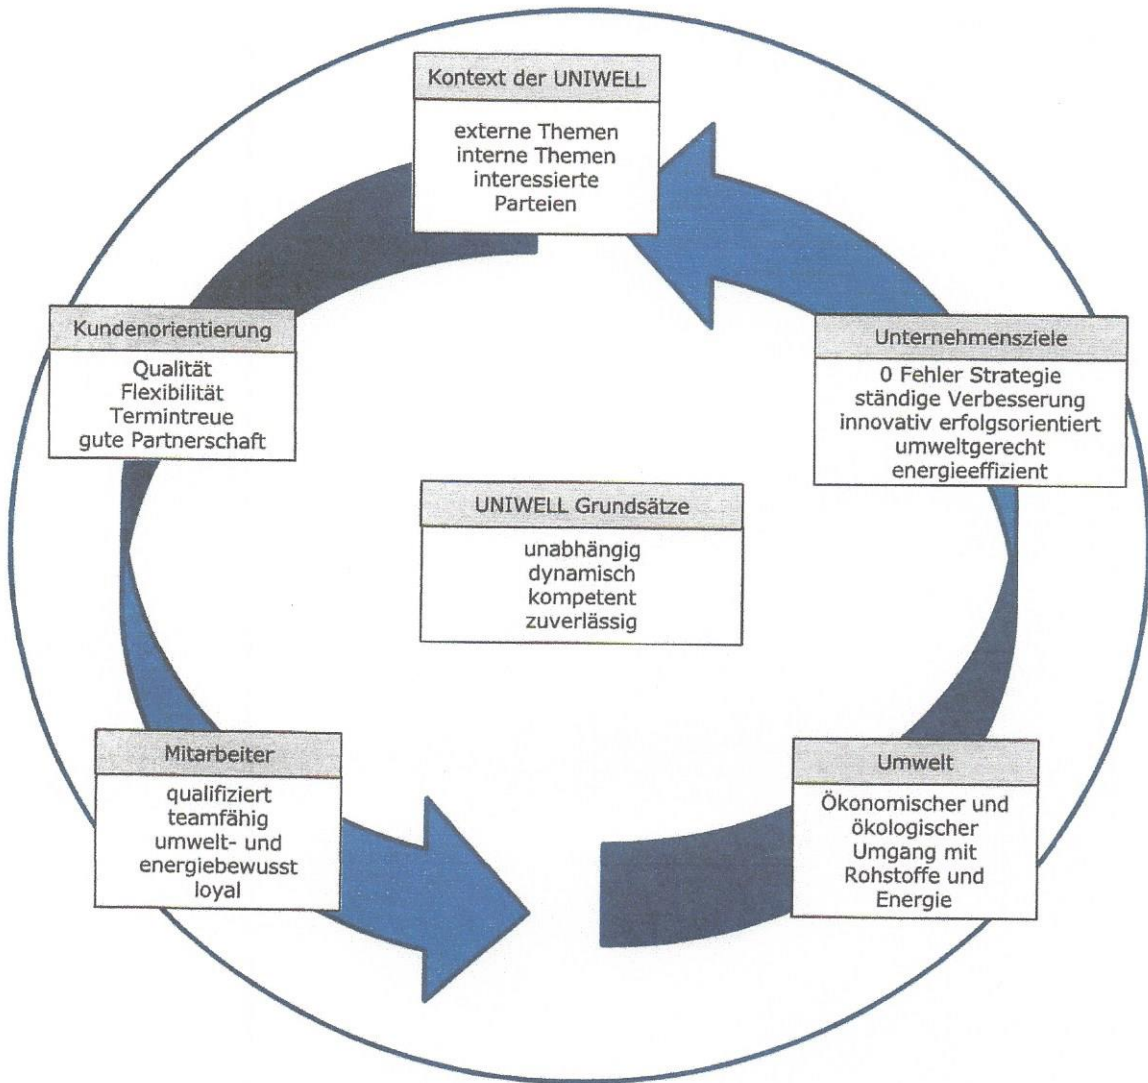 Kontext der UNIWELL
externe Themen
interne Themen
interessierte
Parteien
Kundenorientierung
Qualität
Flexibilität
Termintreue
gute Partnerschaft
Unternehmensziele
0 Fehler Strategie
ständige Verbesserung
innovativ erfolgsorientiert
umweltgerecht
energieeffizient
UNIWELL Grundsätze
unabhängig
dynamisch
kompetent
zuverlässig
Mitarbeiter
qualifiziert
teamfähig
umwelt- und
energiebewusst
loyal
Umwelt
Ökonomischer und
ökologischer
Umgang mit
Rohstoffe und
Energie